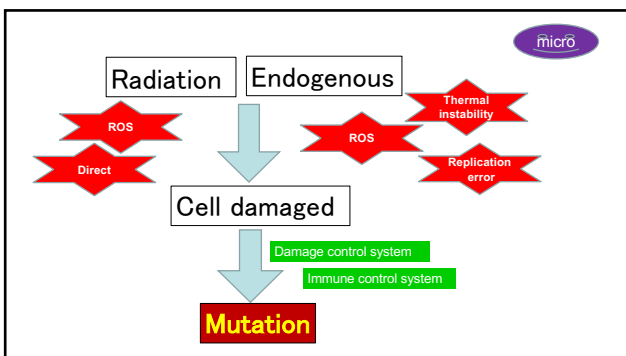 micro
Radiation
Endogenous
Thermal
instability
ROS
ROS
Direct
Replication
error
Cell damaged
Damage control system
Immune control system
Mutation